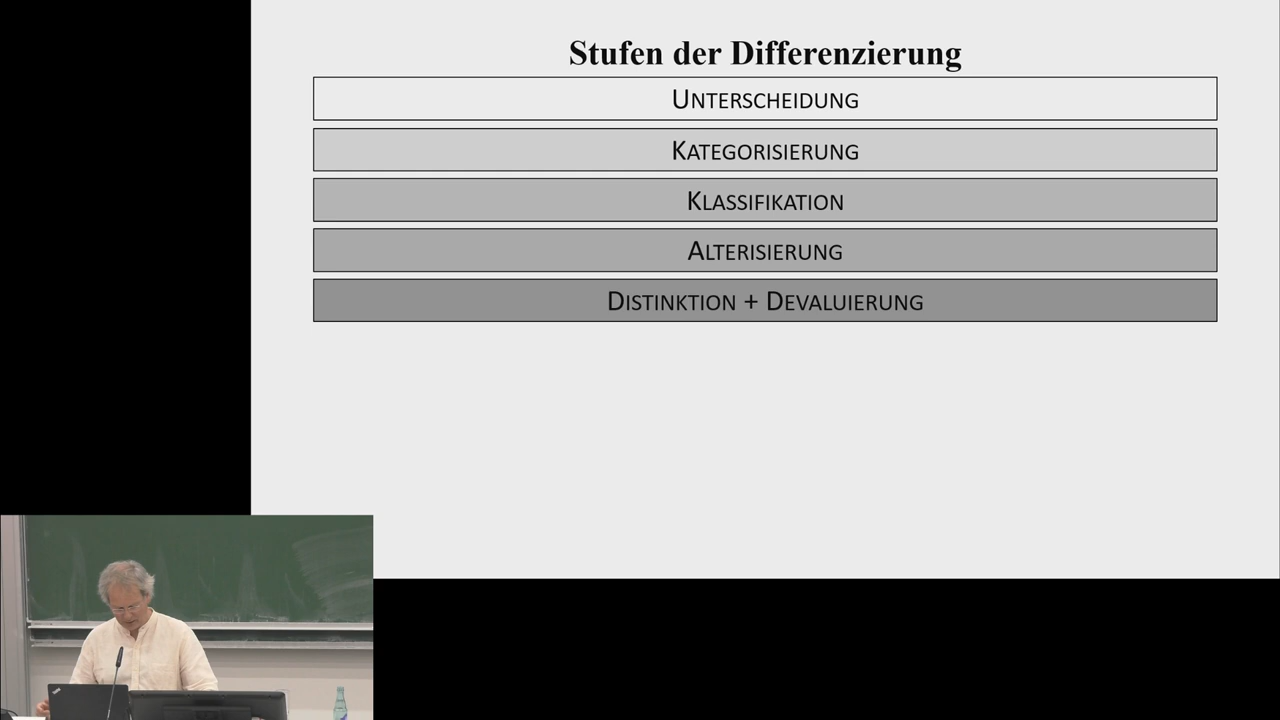 Stufen der Differenzierung
UNTERSCHEIDUNG
KATEGORISIERUNG
KLASSIFIKATION
ALTERISIERUNG
DISTINKTION + DEVALUIERUNG